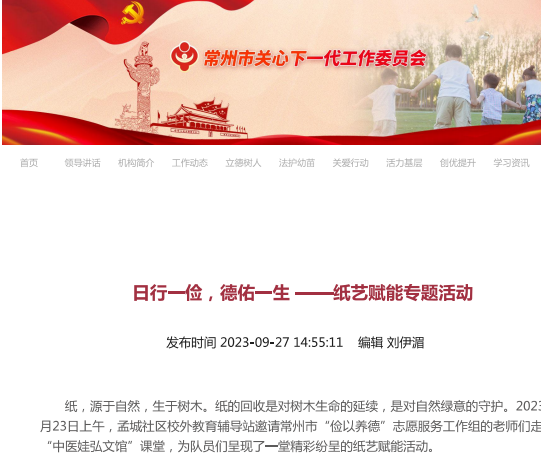 常州市关心下一代工作委员会
首页 领导讲话 机构简介 工作动态 立德树人 法护幼苗 关爱行动 活力基层 创优提升 学习资讯
日行一俭，德佑一生 ——纸艺赋能专题活动
发布时间 2023-09-27 14:55:11 编辑 刘伊湄
纸，源于自然，生于树木。纸的回收是对树木生命的延续，是对自然绿意的守护。2023
月23日上午，孟城社区校外教育辅导站邀请常州市“俭以养德”志愿服务工作组的老师们走
“中医娃弘文馆”课堂，为队员们呈现了一堂精彩纷呈的纸艺赋能活动。